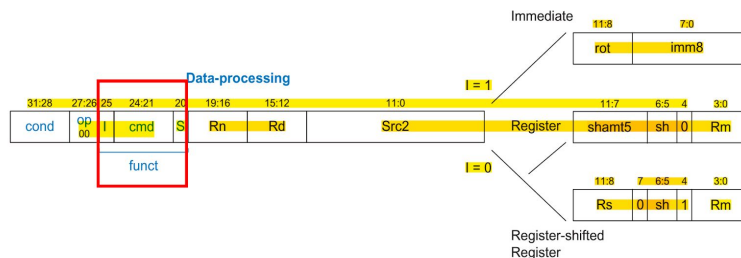 Immediate
11:8 7:0
rot imm8
Data-processing
I = 1
31:28 27:26 25 24:21 20 19:16 15:12 11:0 11:7 6:5 4 3:0
cond op 00 I cmd S Rn Rd Src2 Register shamt5 sh 0 Rm
funct
I = 0
11:8 7 6:5 4 3:0
Rs 0 sh 1 Rm
Register-shifted
Register